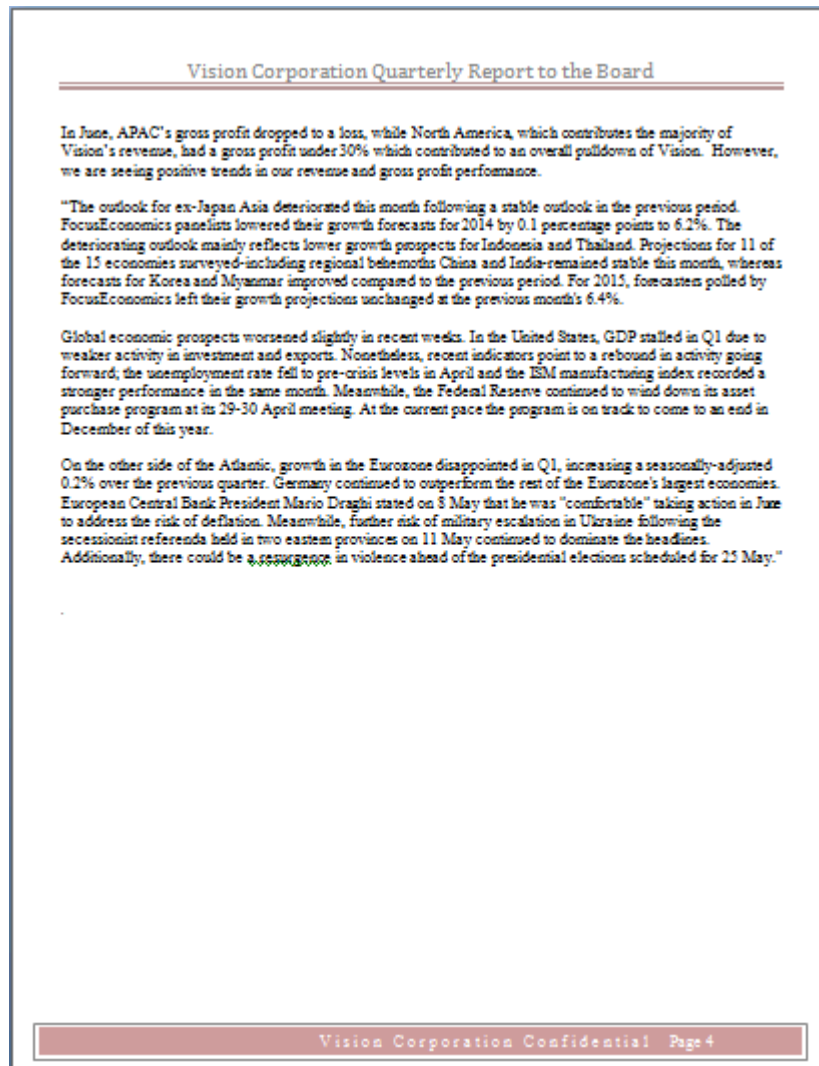 Vision Corporation Quarterly Report to the Board
In June, APAC's gross profit dropped to a loss, while North America, which contributes the majority of
Vision's revenue, had a gross profit under 30% which contributed to an overall pulldown of Vision.  However,
we are seeing positive trends in our revenue and gross profit performance.
"The outlook for ex-Japan Asia deteriorated this month following a stable outlook in the previous period.
FocusEconomics panelists lowered their growth forecasts for 2014 by 0.1 percentage points to 6.2%. The
deteriorating outlook mainly reflects lower growth prospects for Indonesia and Thailand. Projections for 11 of
the 15 economies surveyed-including regional behemoths China and India-remained stable this month, whereas
forecasts for Korea and Myanmar improved compared to the previous period. For 2015, forecasters polled by
FocusEconomics left their growth projections unchanged at the previous month's 6.4%.
Global economic prospects worsened slightly in recent weeks. In the United States, GDP stalled in Q1 due to
weaker activity in investment and exports. Nonetheless, recent indicators point to a rebound in activity going
forward; the unemployment rate fell to pre-crisis levels in April and the ISM manufacturing index recorded a
stronger performance in the same month. Meanwhile, the Federal Reserve continued to wind down its asset
purchase program at its 29-30 April meeting. At the current pace the program is on track to come to an end in
December of this year.
On the other side of the Atlantic, growth in the Eurozone disappointed in Q1, increasing a seasonally-adjusted
0.2% over the previous quarter. Germany continued to outperform the rest of the Eurozone's largest economies.
European Central Bank President Mario Draghi stated on 8 May that he was "comfortable" taking action in June
to address the risk of deflation. Meanwhile, further risk of military escalation in Ukraine following the
secessionist referenda held in two eastern provinces on 11 May continued to dominate the headlines.
Additionally, there could be a resurgence in violence ahead of the presidential elections scheduled for 25 May."
.
Vision Corporation Confidential Page 4